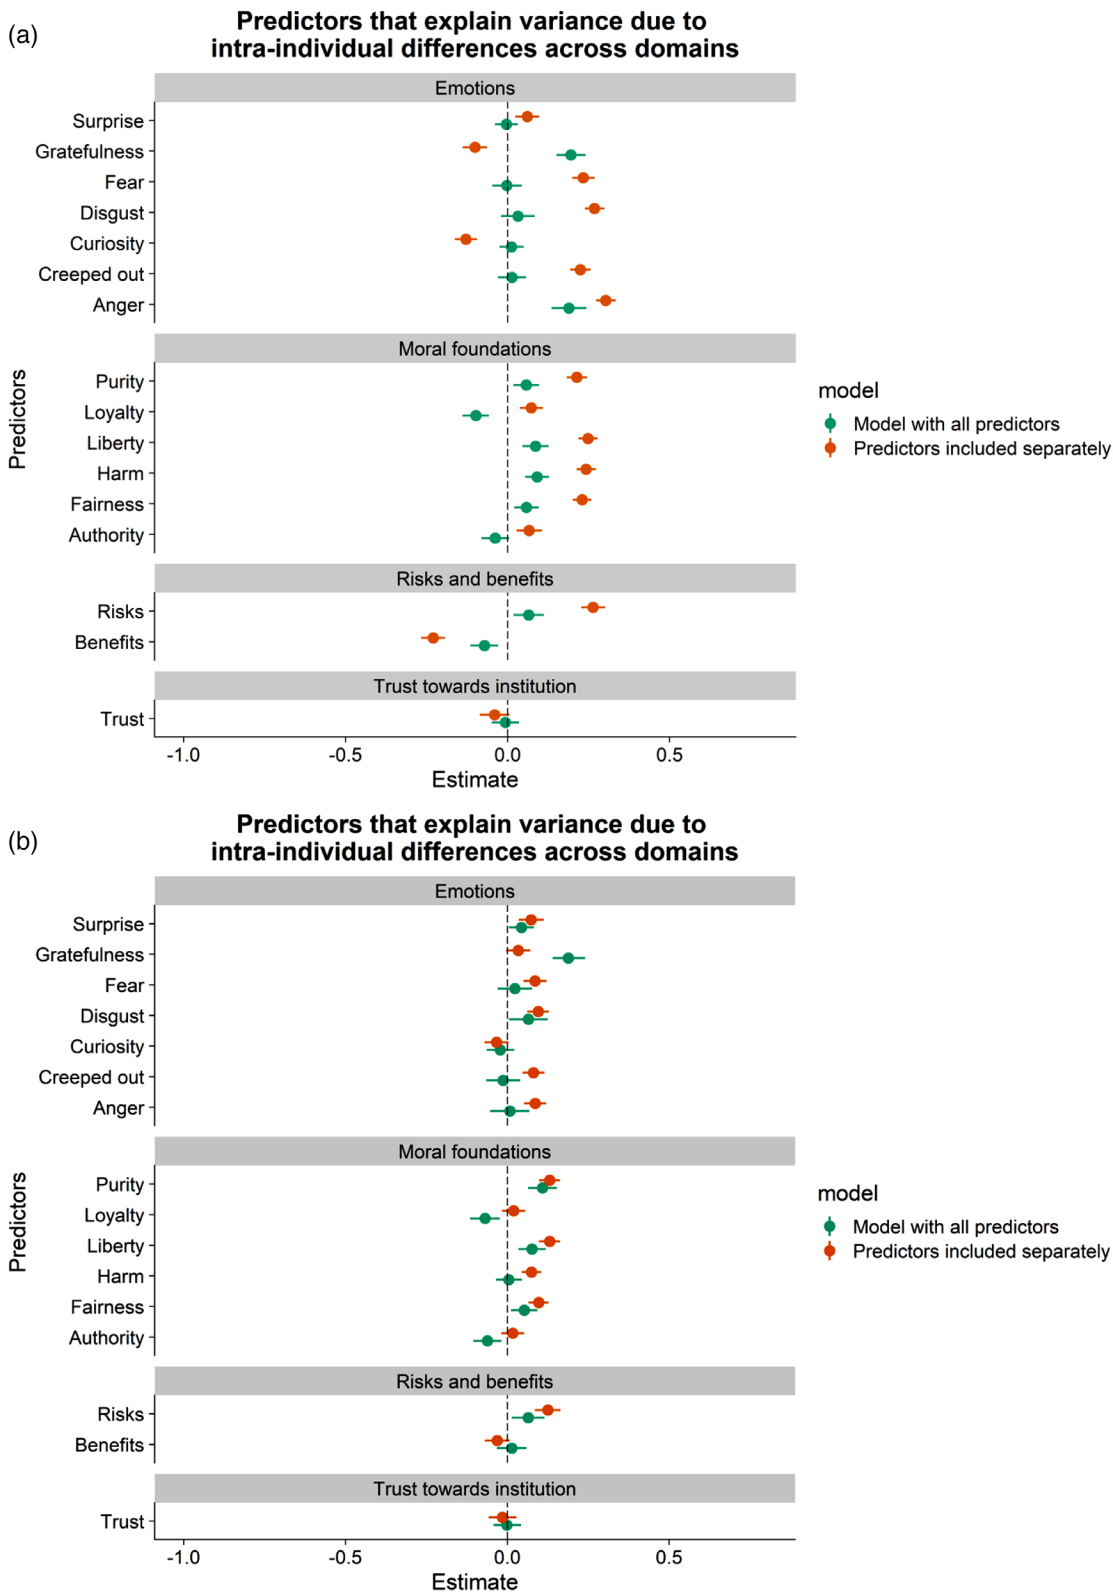 (a)
Predictors that explain variance due to
intra-individual differences across domains
Emotions
Surprise
Gratefulness
Fear
Disgust
Curiosity
Creeped out
Anger
Moral foundations
Purity
Loyalty
Liberty
Harm
Fairness
Authority
Risks and benefits
Risks
Benefits
Trust towards institution
Trust
-1.0 -0.5 0.0 0.5
Estimate
Predictors
model
Model with all predictors
Predictors included separately
(b)
Predictors that explain variance due to
intra-individual differences across domains
Emotions
Surprise
Gratefulness
Fear
Disgust
Curiosity
Creeped out
Anger
Moral foundations
Purity
Loyalty
Liberty
Harm
Fairness
Authority
Risks and benefits
Risks
Benefits
Trust towards institution
Trust
-1.0 -0.5 0.0 0.5
Estimate
Predictors
model
Model with all predictors
Predictors included separately